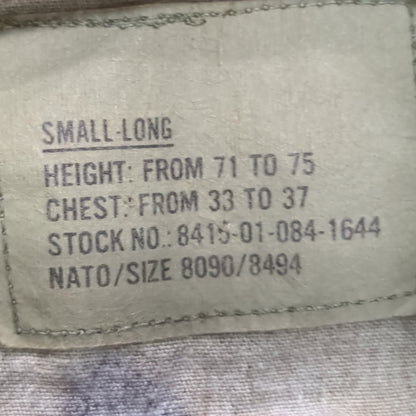 SMALL-LONG
HEIGHT: FROM 71 TO 75
CHEST: FROM 33 TO 37
STOCK NO.: 8415-01-084-1644
NATO/SIZE 8090/8494